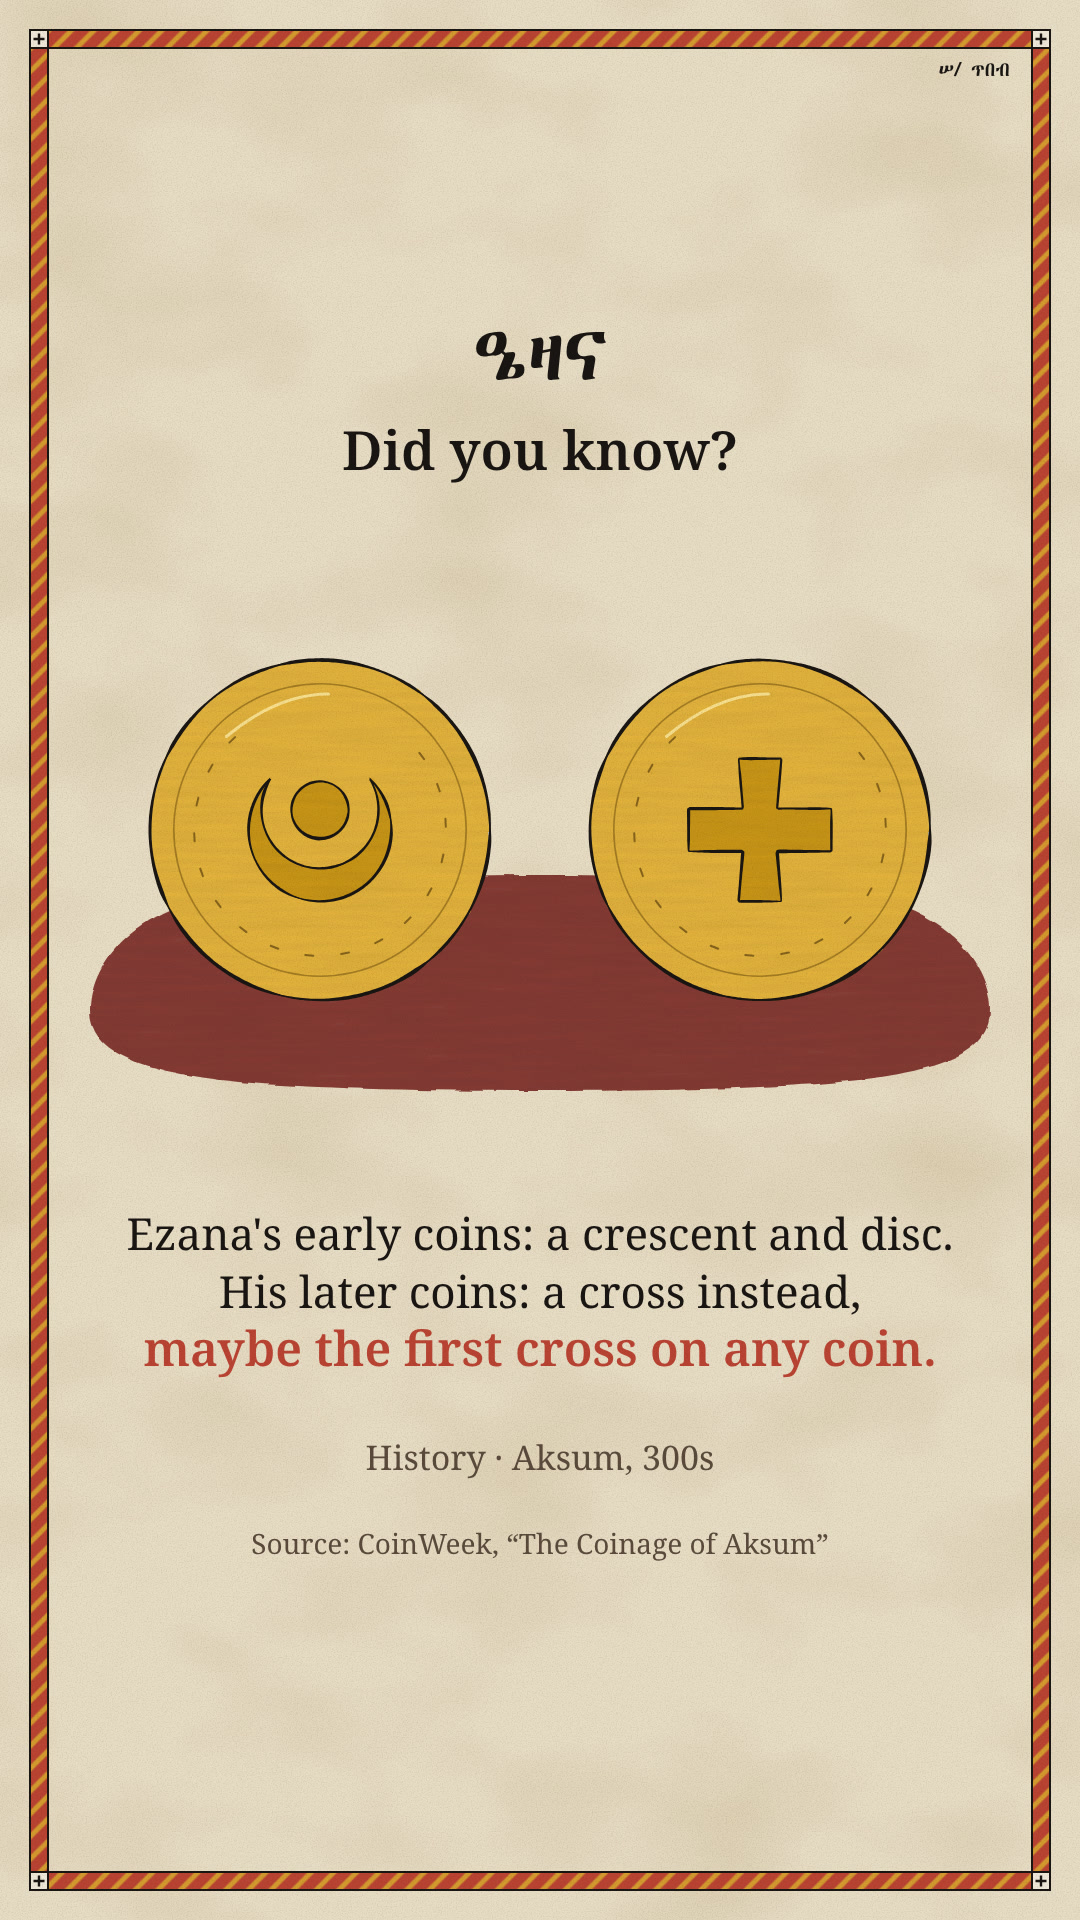 ሠ/ ጥበብ
ዔዛና
Did you know?
Ezana's early coins: a crescent and disc.
His later coins: a cross instead,
maybe the first cross on any coin.
History · Aksum, 300s
Source: CoinWeek, “The Coinage of Aksum”